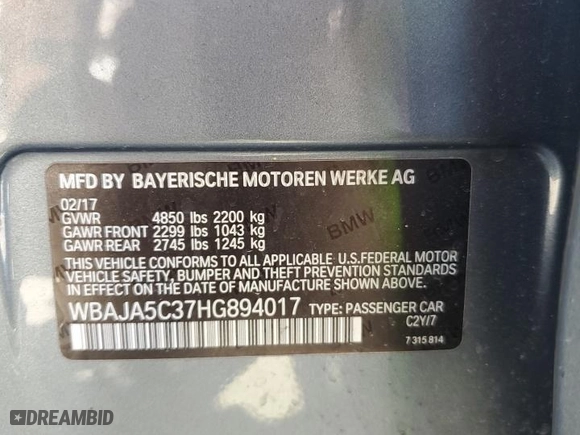 MFD BY BAYERISCHE MOTOREN WERKE AG
02/17
GVWR 4850 lbs 2200 kg
GAWR FRONT 2299 lbs 1043 kg
GAWR REAR 2745 lbs 1245 kg
THIS VEHICLE CONFORMS TO ALL APPLICABLE U.S.FEDERAL MOTOR
VEHICLE SAFETY, BUMPER AND THEFT PREVENTION STANDARDS
IN EFFECT ON THE DATE OF MANUFACTURE SHOWN ABOVE.
WBAJA5C37HG894017 TYPE: PASSENGER CAR
C2Y/7
7 315 814
BMW
DREAMBID